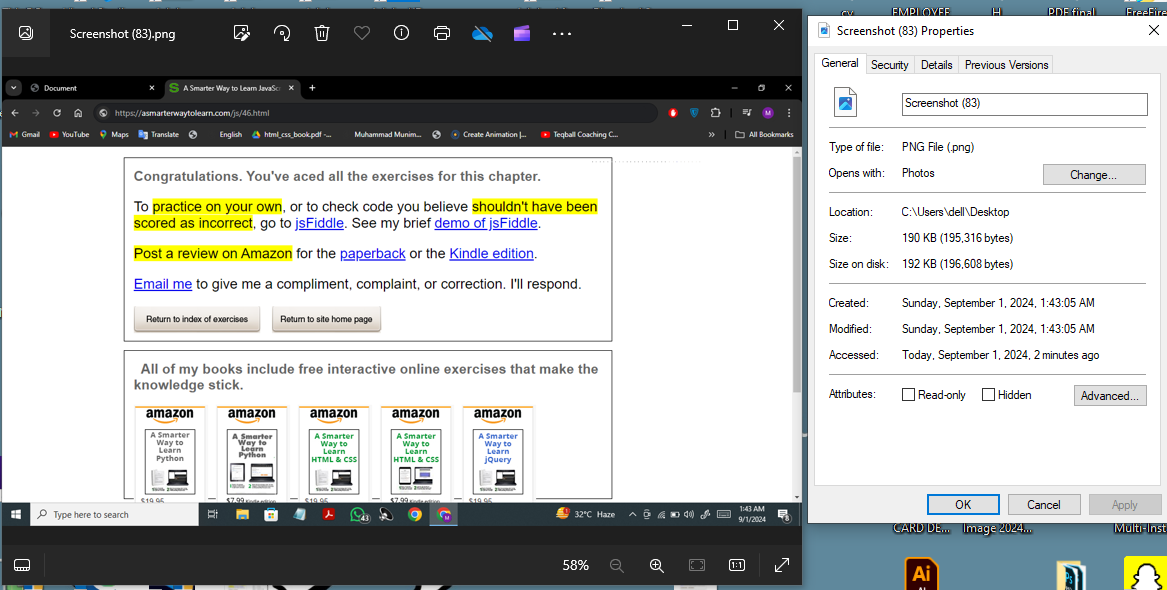 EMPLOYEE
H
PDF final
FreeFire
Screenshot (83).png
Screenshot (83) Properties
General
Security
Details
Previous Versions
Document
A Smarter Way to Learn JavaSc
https://asmarterwaytolearn.com/js/46.html
M
Gmail
YouTube
Maps
Translate
English
html_css_book.pdf -...
Muhammad Munim...
Create Animation |...
Teqball Coaching C...
»
All Bookmarks
Screenshot (83)
Type of file:
PNG File (.png)
Opens with:
Photos
Change...
Location:
C:\Users\dell\Desktop
Size:
190 KB (195,316 bytes)
Size on disk:
192 KB (196,608 bytes)
Created:
Sunday, September 1, 2024, 1:43:05 AM
Modified:
Sunday, September 1, 2024, 1:43:05 AM
Accessed:
Today, September 1, 2024, 2 minutes ago
Attributes:
Read-only
Hidden
Advanced...
OK
Cancel
Apply
Congratulations. You've aced all the exercises for this chapter.
To practice on your own, or to check code you believe shouldn't have been
scored as incorrect, go to jsFiddle. See my brief demo of jsFiddle.
Post a review on Amazon for the paperback or the Kindle edition.
Email me to give me a compliment, complaint, or correction. I'll respond.
Return to index of exercises
Return to site home page
All of my books include free interactive online exercises that make the
knowledge stick.
amazon
A Smarter
Way to
Learn
Python
$19.95
amazon
A Smarter
Way to
Learn
Python
$7.99 Kindle edition
amazon
A Smarter
Way to
Learn
HTML & CSS
$19.95
amazon
A Smarter
Way to
Learn
HTML & CSS
$7.99 Kindle edition
amazon
A Smarter
Way to
Learn
jQuery
$19.95
Type here to search
43
32°C Haze
1:43 AM
9/1/2024
58%
1:1
CARD DE...
Image 2024...
Multi-Inst
Ai